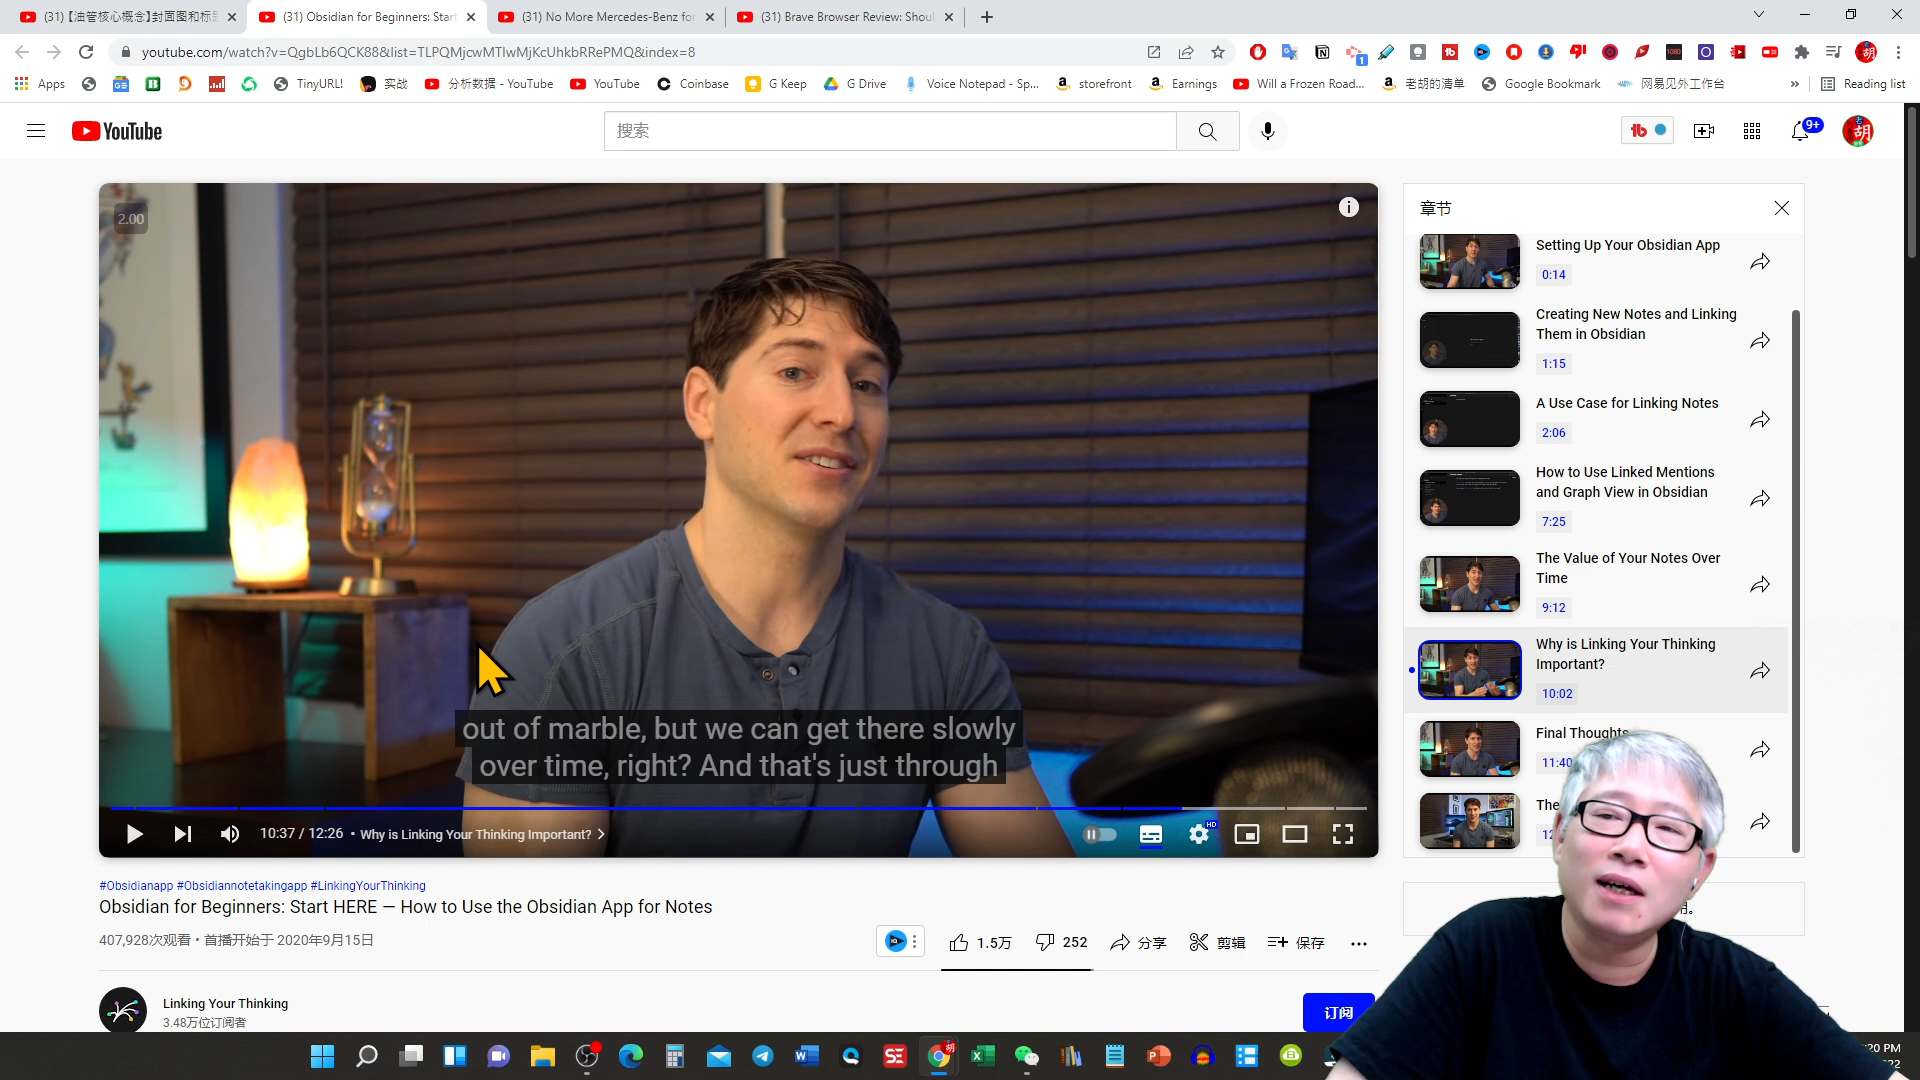 (31)【油管核心概念】封面图和标题
(31) Obsidian for Beginners: Start
(31) No More Mercedes-Benz for
(31) Brave Browser Review: Shou
youtube.com/watch?v=QgbLb6QCK88&list=TLPQMjcwMTIwMjKcUhkbRRePMQ&index=8
Apps
TinyURL!
实战
分析数据 - YouTube
YouTube
Coinbase
G Keep
G Drive
Voice Notepad - Sp...
storefront
Earnings
Will a Frozen Road...
老胡的清单
Google Bookmark
网易见外工作台
»
Reading list
YouTube
搜索
9+
胡
2.00
out of marble, but we can get there slowly
over time, right? And that's just through
10:37 / 12:26 • Why is Linking Your Thinking Important?
HD
章节
Setting Up Your Obsidian App
0:14
Creating New Notes and Linking
Them in Obsidian
1:15
A Use Case for Linking Notes
2:06
How to Use Linked Mentions
and Graph View in Obsidian
7:25
The Value of Your Notes Over
Time
9:12
Why is Linking Your Thinking
Important?
10:02
Final Thoughts
11:40
The
#Obsidianapp #Obsidiannotetakingapp #LinkingYourThinking
Obsidian for Beginners: Start HERE — How to Use the Obsidian App for Notes
407,928次观看 • 首播开始于 2020年9月15日
1.5万
252
分享
剪辑
保存
Linking Your Thinking
3.48万位订阅者
订阅
:20 PM